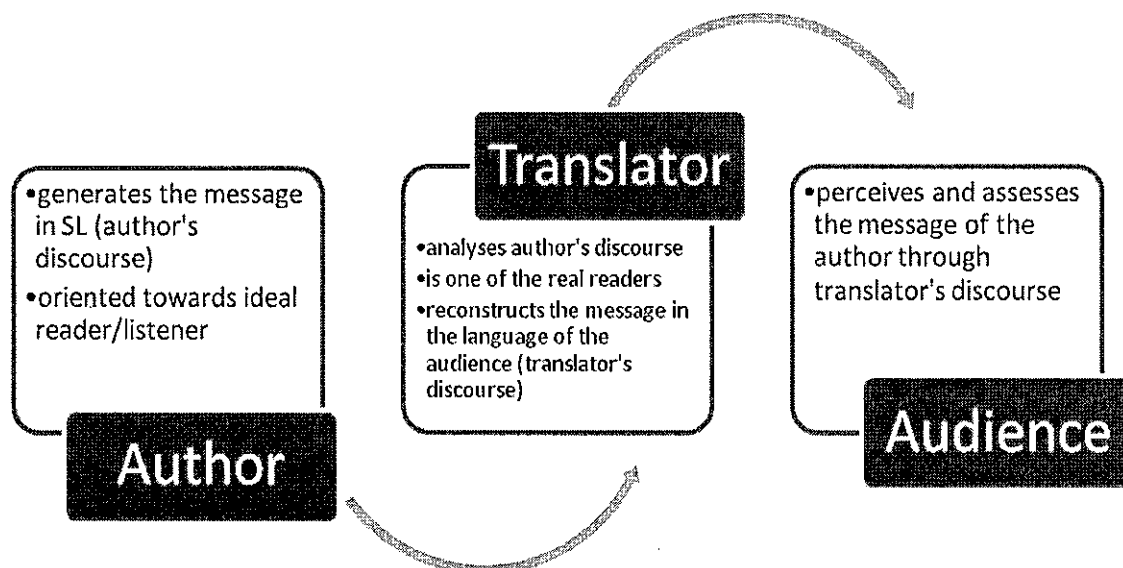 •generates the message
in SL (author's
discourse)
•oriented towards ideal
reader/listener
Author
Translator
•analyses author's discourse
•is one of the real readers
•reconstructs the message in
the language of the
audience (translator's
discourse)
•perceives and assesses
the message of the
author through
translator's discourse
Audience